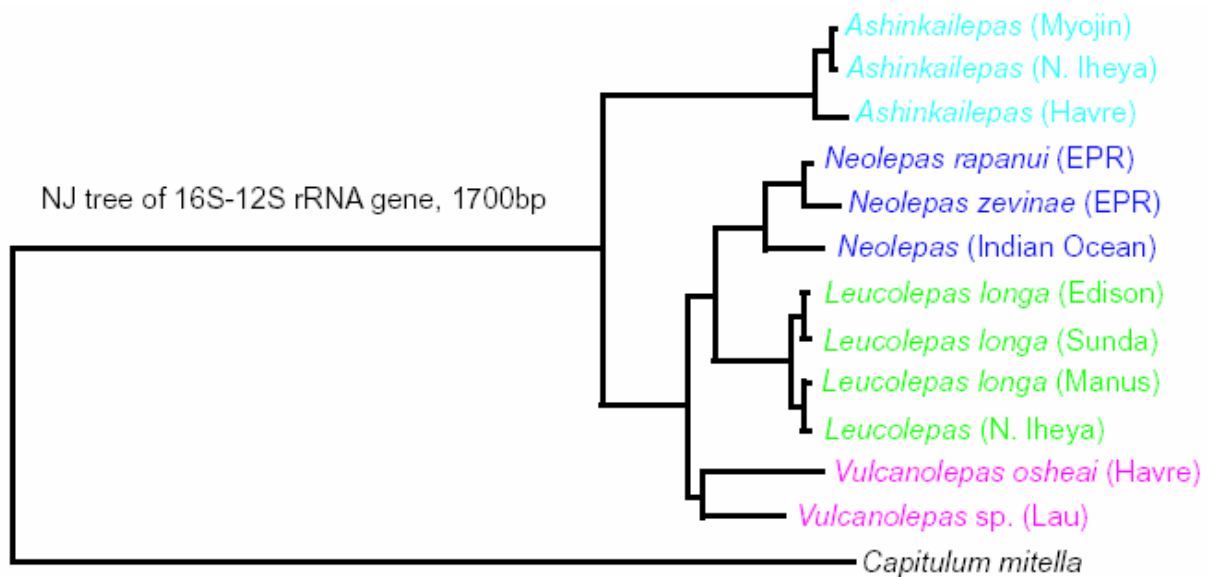 Ashinkailepas (Myojin)
Ashinkailepas (N. Iheya)
Ashinkailepas (Havre)
Neolepas rapanui (EPR)
NJ tree of 16S-12S rRNA gene, 1700bp
Neolepas zevinae (EPR)
Neolepas (Indian Ocean)
Leucolepas longa (Edison)
Leucolepas longa (Sunda)
Leucolepas longa (Manus)
Leucolepas (N. Iheya)
Vulcanolepas osheai (Havre)
Vulcanolepas sp. (Lau)
Capitulum mitella